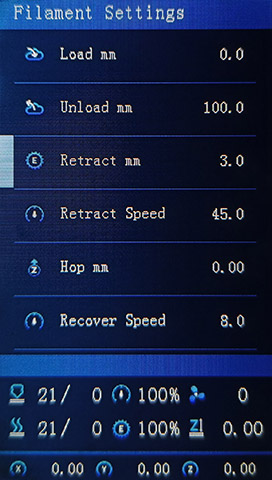 Filament Settings
Load mm 0.0
Unload mm 100.0
E Retract mm 3.0
Retract Speed 45.0
Z Hop mm 0.00
Recover Speed 8.0
21/ 0 100% 0
21/ 0 E 100% Z 0.00
X 0.00 Y 0.00 Z 0.00